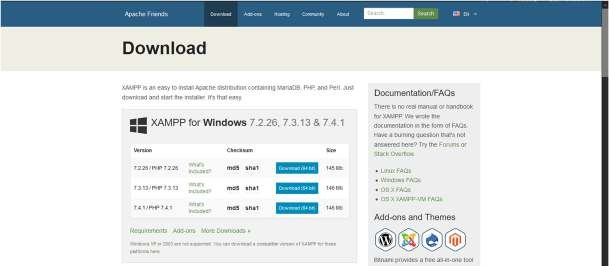 Apache Friends Download Add-ons Hosting Community About Search... Search EN
Download
XAMPP is an easy to install Apache distribution containing MariaDB, PHP, and Perl. Just
download and start the installer. It's that easy.
XAMPP for Windows 7.2.26, 7.3.13 & 7.4.1
Version Checksum Size
7.2.26 / PHP 7.2.26 What's Included? md5 sha1 Download (64 bit) 145 Mb
7.3.13 / PHP 7.3.13 What's Included? md5 sha1 Download (64 bit) 146 Mb
7.4.1 / PHP 7.4.1 What's Included? md5 sha1 Download (64 bit) 146 Mb
Requirements Add-ons More Downloads »
Windows XP or 2003 are not supported. You can download a compatible version of XAMPP for these
platforms here.
Documentation/FAQs
There is no real manual or handbook
for XAMPP. We wrote the
documentation in the form of FAQs.
Have a burning question that's not
answered here? Try the Forums or
Stack Overflow.
Linux FAQs
Windows FAQs
OS X FAQs
OS X XAMPP-VM FAQs
Add-ons and Themes
Bitnami provides a free all-in-one tool